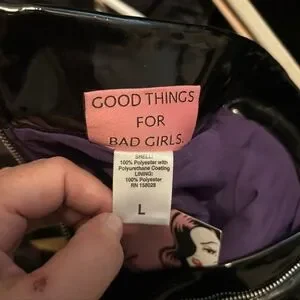 GOOD THINGS
FOR
BAD GIRLS.
SHELL:
100% Polyester with
Polyurethane Coating
LINING:
100% Polyester
RN 158028
L